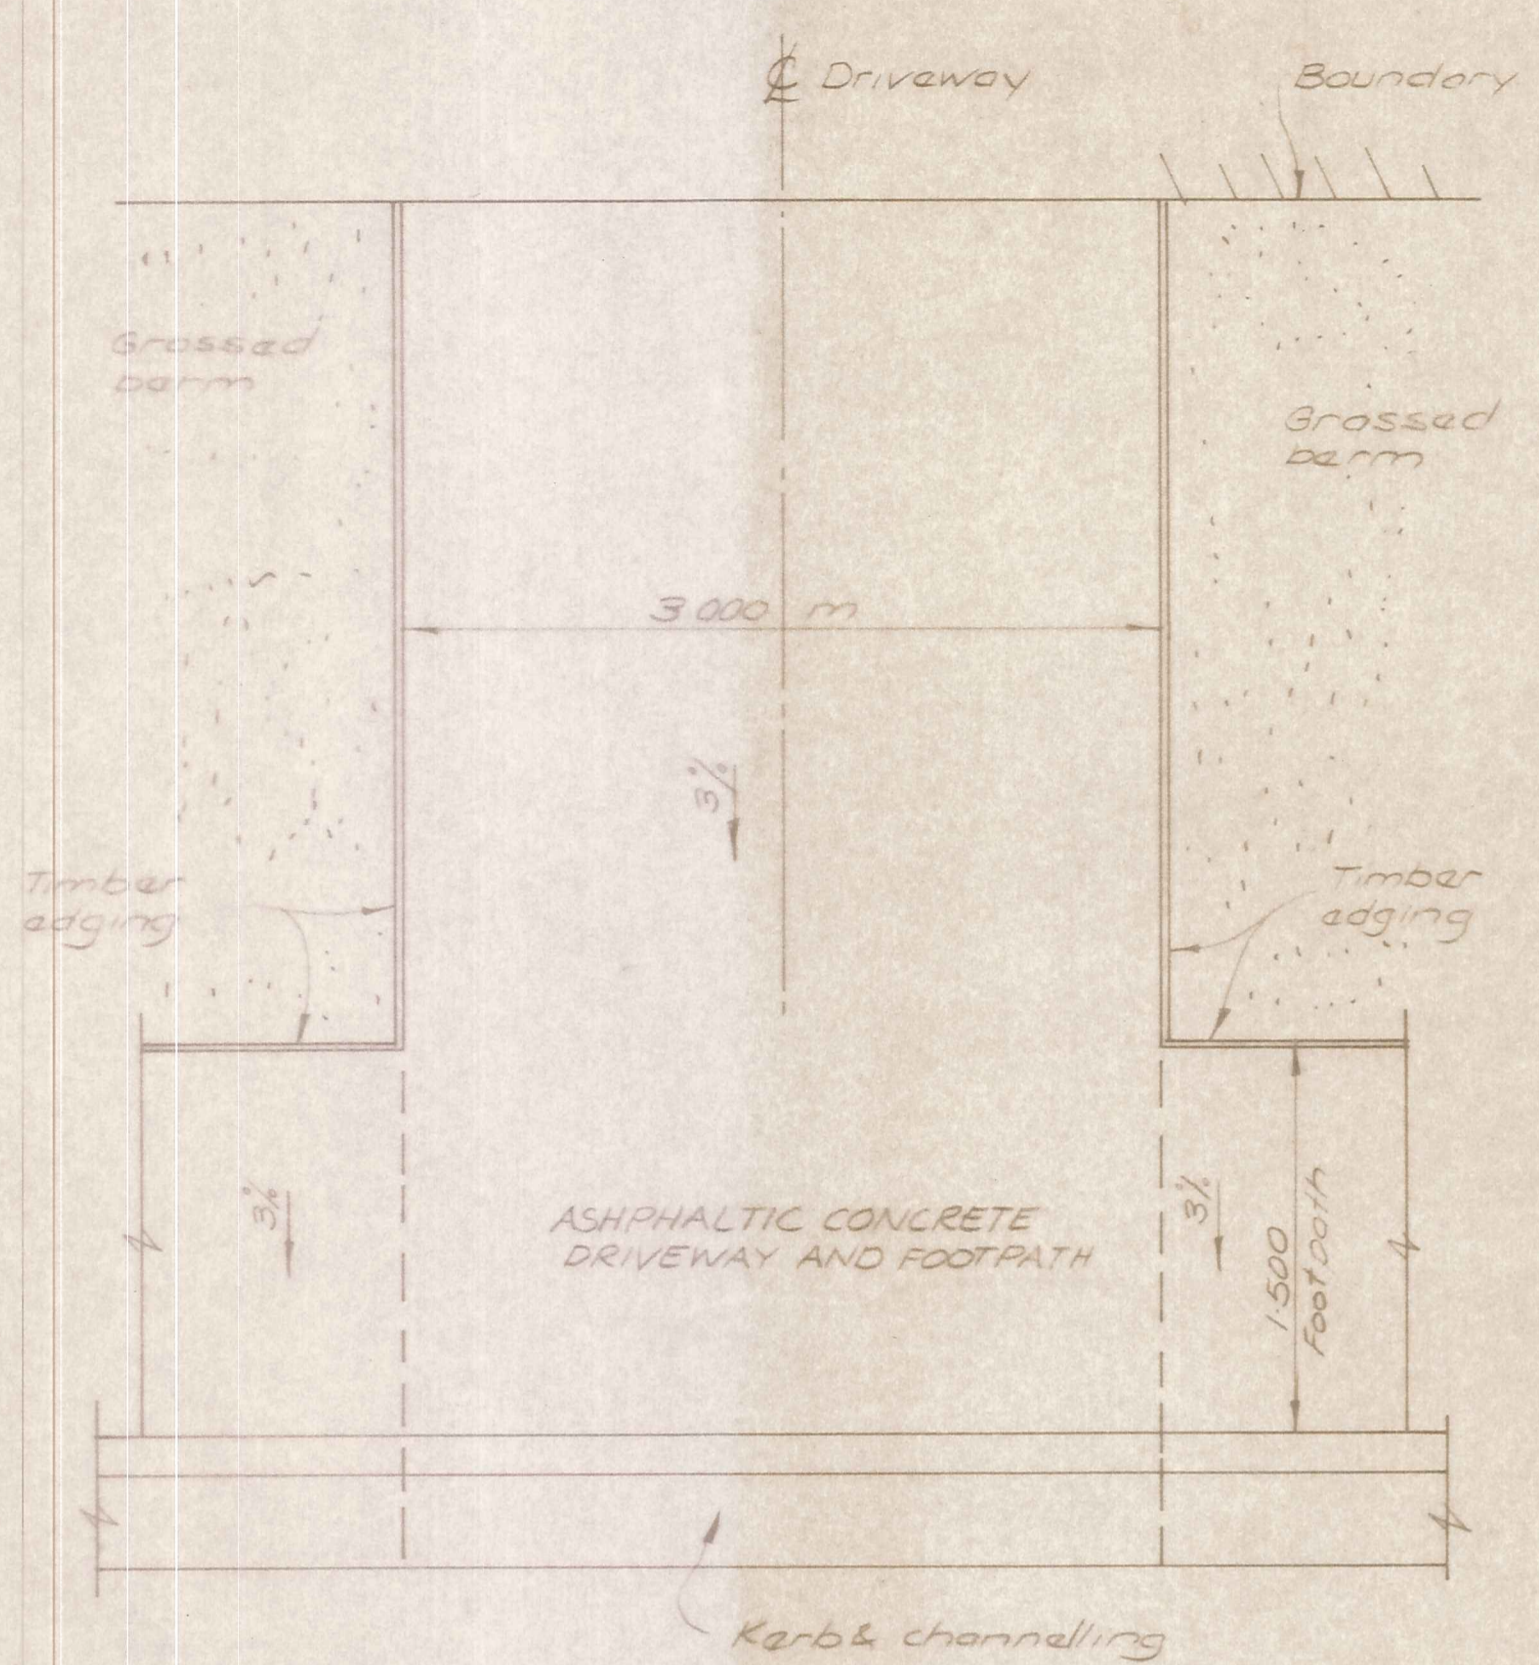 ℄ Driveway
Boundary
Grassed
berm
Grassed
berm
3 000 m
3%
Timber
edging
Timber
edging
3%
ASHPHALTIC CONCRETE
DRIVEWAY AND FOOTPATH
3%
1·500
Footpath
Kerb & channelling